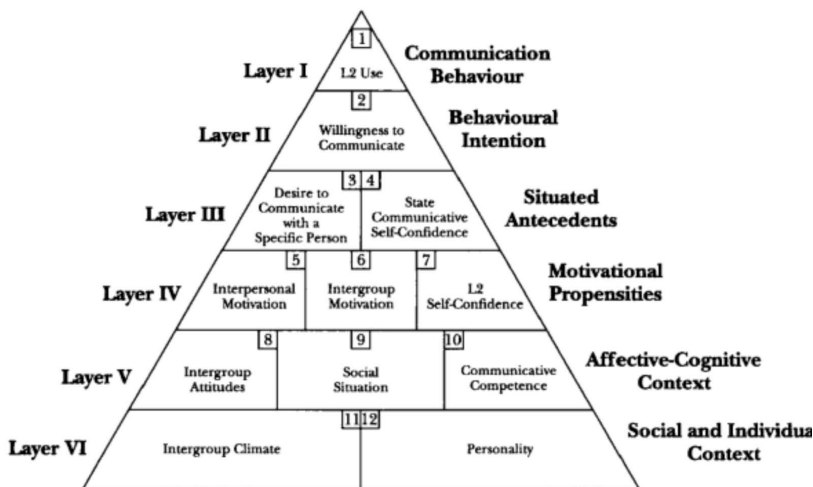 1
Layer I
L2 Use
Communication
Behaviour
2
Layer II
Willingness to
Communicate
Behavioural
Intention
3 4
Layer III
Desire to
Communicate
with a
Specific Person
State
Communicative
Self-Confidence
Situated
Antecedents
5 6 7
Layer IV
Interpersonal
Motivation
Intergroup
Motivation
L2
Self-Confidence
Motivational
Propensities
8 9 10
Layer V
Intergroup
Attitudes
Social
Situation
Communicative
Competence
Affective-Cognitive
Context
11 12
Layer VI
Intergroup Climate
Personality
Social and Individua
Context